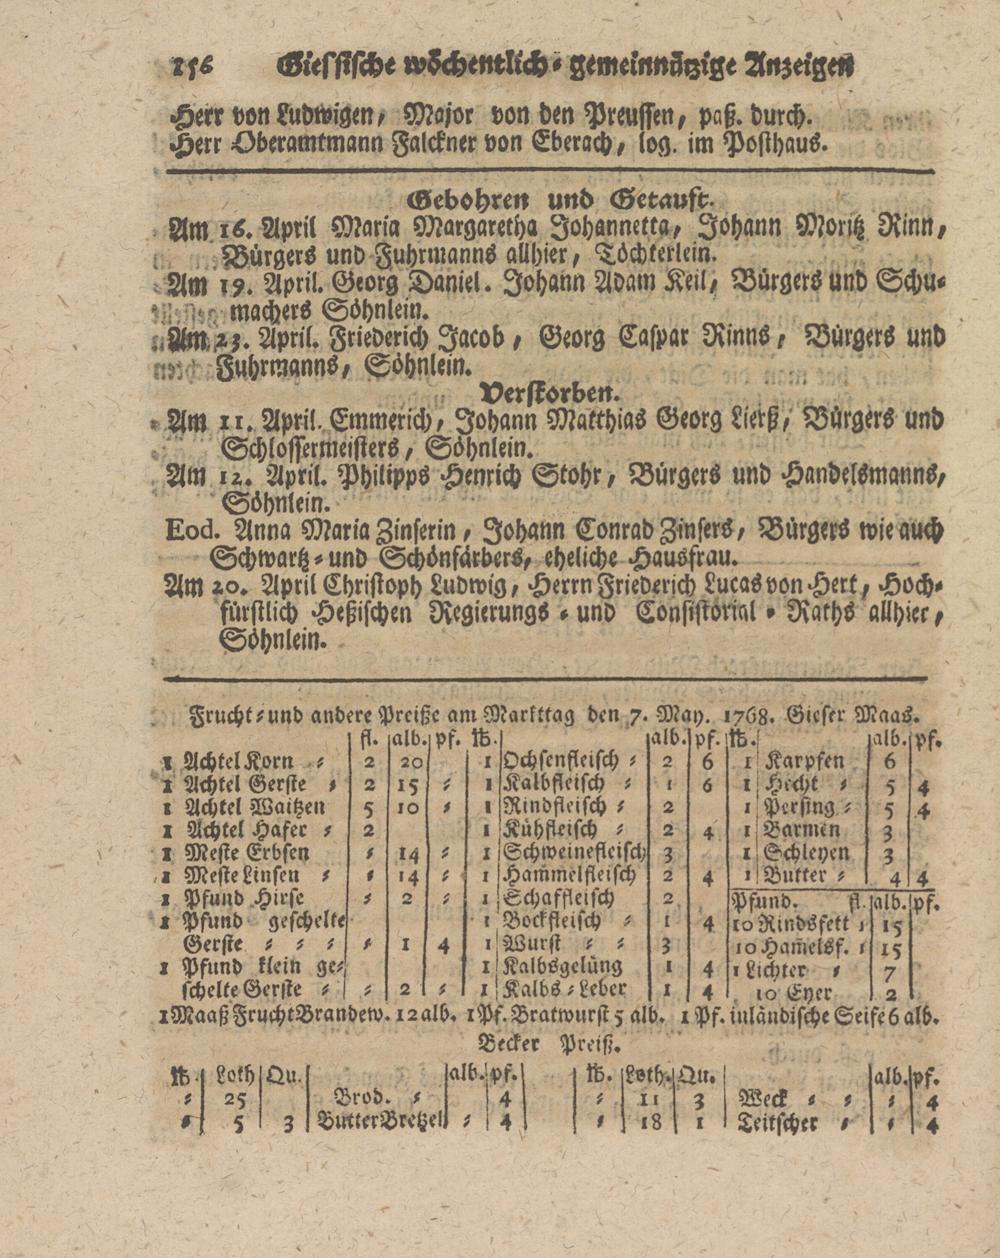 156 Giessische wöchentlich-gemeinnützige Anzeigen
Herr von Ludwigen, Major von den Preussen, paß. durch.
Herr Oberamtmann Falckner von Eberach, log. im Posthaus.
Gebohren und Getauft.
Am 16. April Maria Margaretha Johannetta, Johann Moritz Rinn,
Bürgers und Fuhrmanns allhier, Töchterlein.
Am 19. April. Georg Daniel. Johann Adam Keil, Bürgers und Schu-
machers Söhnlein.
Am 23. April. Friederich Jacob, Georg Caspar Rinns, Bürgers und
Fuhrmanns, Söhnlein.
Verstorben.
Am 11. April. Emmerich, Johann Matthias Georg Lierß, Bürgers und
Schlossermeisters, Söhnlein.
Am 12. April. Philipps Henrich Stohr, Bürgers und Handelsmanns,
Söhnlein.
Eod. Anna Maria Zinserin, Johann Conrad Zinsers, Bürgers wie auch
Schwartz- und Schönfärbers, eheliche Hausfrau.
Am 20. April Christoph Ludwig, Herrn Friederich Lucas von Hert, Hoch-
fürstlich Heßischen Regierungs- und Consistorial-Raths allhier,
Söhnlein.
Frucht- und andere Preiße am Markttag den 7. May. 1768. Gieser Maas.
fl. alb. pf. ℔. alb. pf. ℔. alb. pf.
1 Achtel Korn - 2 20 1 Ochsenfleisch - 2 6 1 Karpfen 6
1 Achtel Gerste - 2 15 - 1 Kalbfleisch - 1 6 1 Hecht - 5 4
1 Achtel Waitzen 5 10 - 1 Rindfleisch - 2 1 Persing - 5 4
1 Achtel Hafer - 2 1 Kühfleisch - 2 4 1 Barmen 3
1 Meste Erbsen - 14 - 1 Schweinefleisch 3 1 Schleyen 3
1 Meste Linsen - - 14 - 1 Hammelfleisch 2 4 1 Butter - 4 4
1 Pfund Hirse - 2 - 1 Schaffleisch 2 Pfund. fl. alb. pf.
1 Pfund geschelte 1 Bockfleisch - 1 4 10 Rindsfett - 15
Gerste - - - - 1 4 1 Wurst - - 3 10 Ham̄elsf. - 15
1 Pfund klein ge- 1 Kalbsgelüng 1 4 1 Lichter - 7
schelte Gerste - - 2 - 1 Kalbs-Leber 1 4 10 Eyer 2
1 Maaß Frucht Brandew. 12 alb. 1 Pf. Bratwurst 5 alb. 1 Pf. inländische Seife 6 alb.
Becker Preiß.
℔. Loth Qu. alb. pf. ℔. Loth. Qu. alb. pf.
- 25 Brod. - 4 - 11 3 Weck - - - 4
- 5 3 Butter Bretzel - 4 - 18 1 Teitscher - - 4